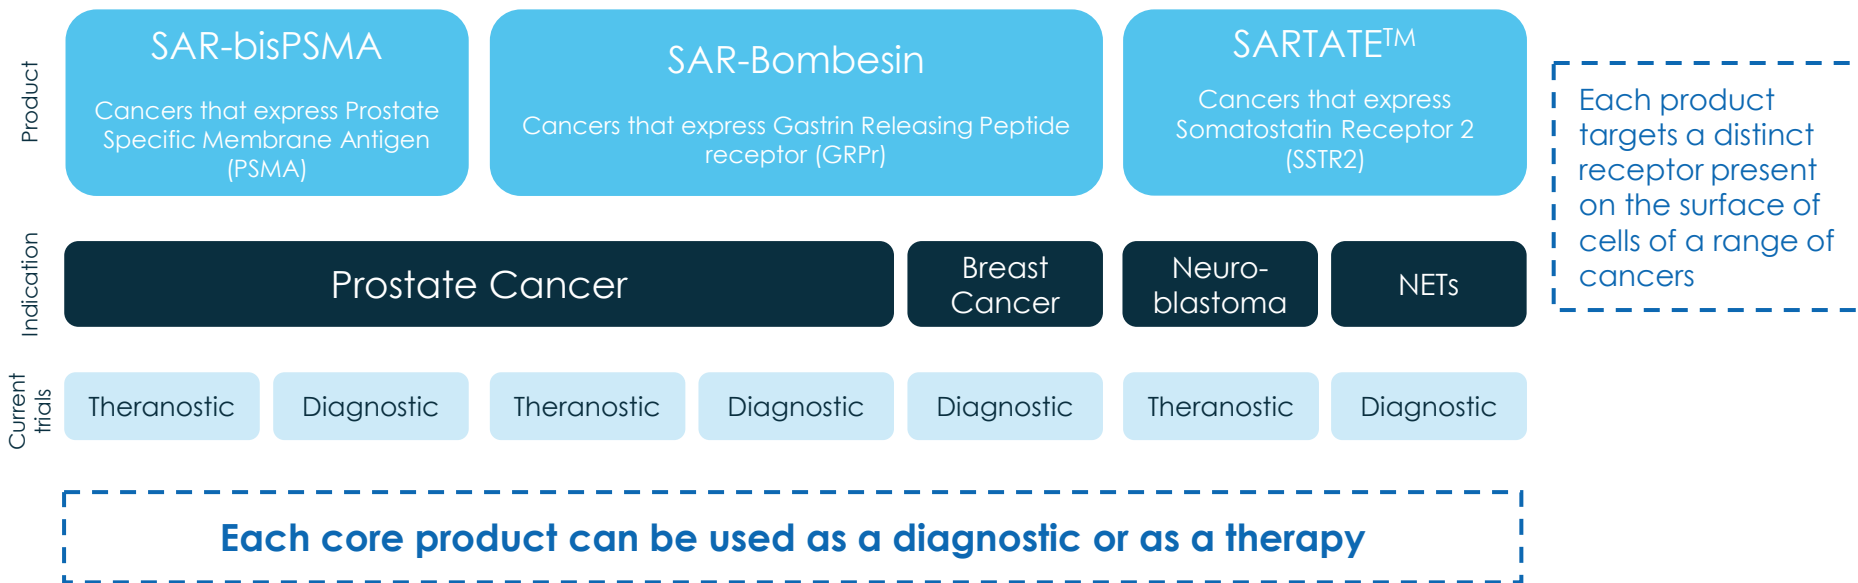 Product
SAR-bisPSMA
Cancers that express Prostate
Specific Membrane Antigen
(PSMA)
SAR-Bombesin
Cancers that express Gastrin Releasing Peptide
receptor (GRPr)
SARTATE™
Cancers that express
Somatostatin Receptor 2
(SSTR2)
Each product
targets a distinct
receptor present
on the surface of
cells of a range of
cancers
Indication
Prostate Cancer
Breast
Cancer
Neuro-
blastoma
NETs
Current
trials
Theranostic
Diagnostic
Theranostic
Diagnostic
Diagnostic
Theranostic
Diagnostic
Each core product can be used as a diagnostic or as a therapy